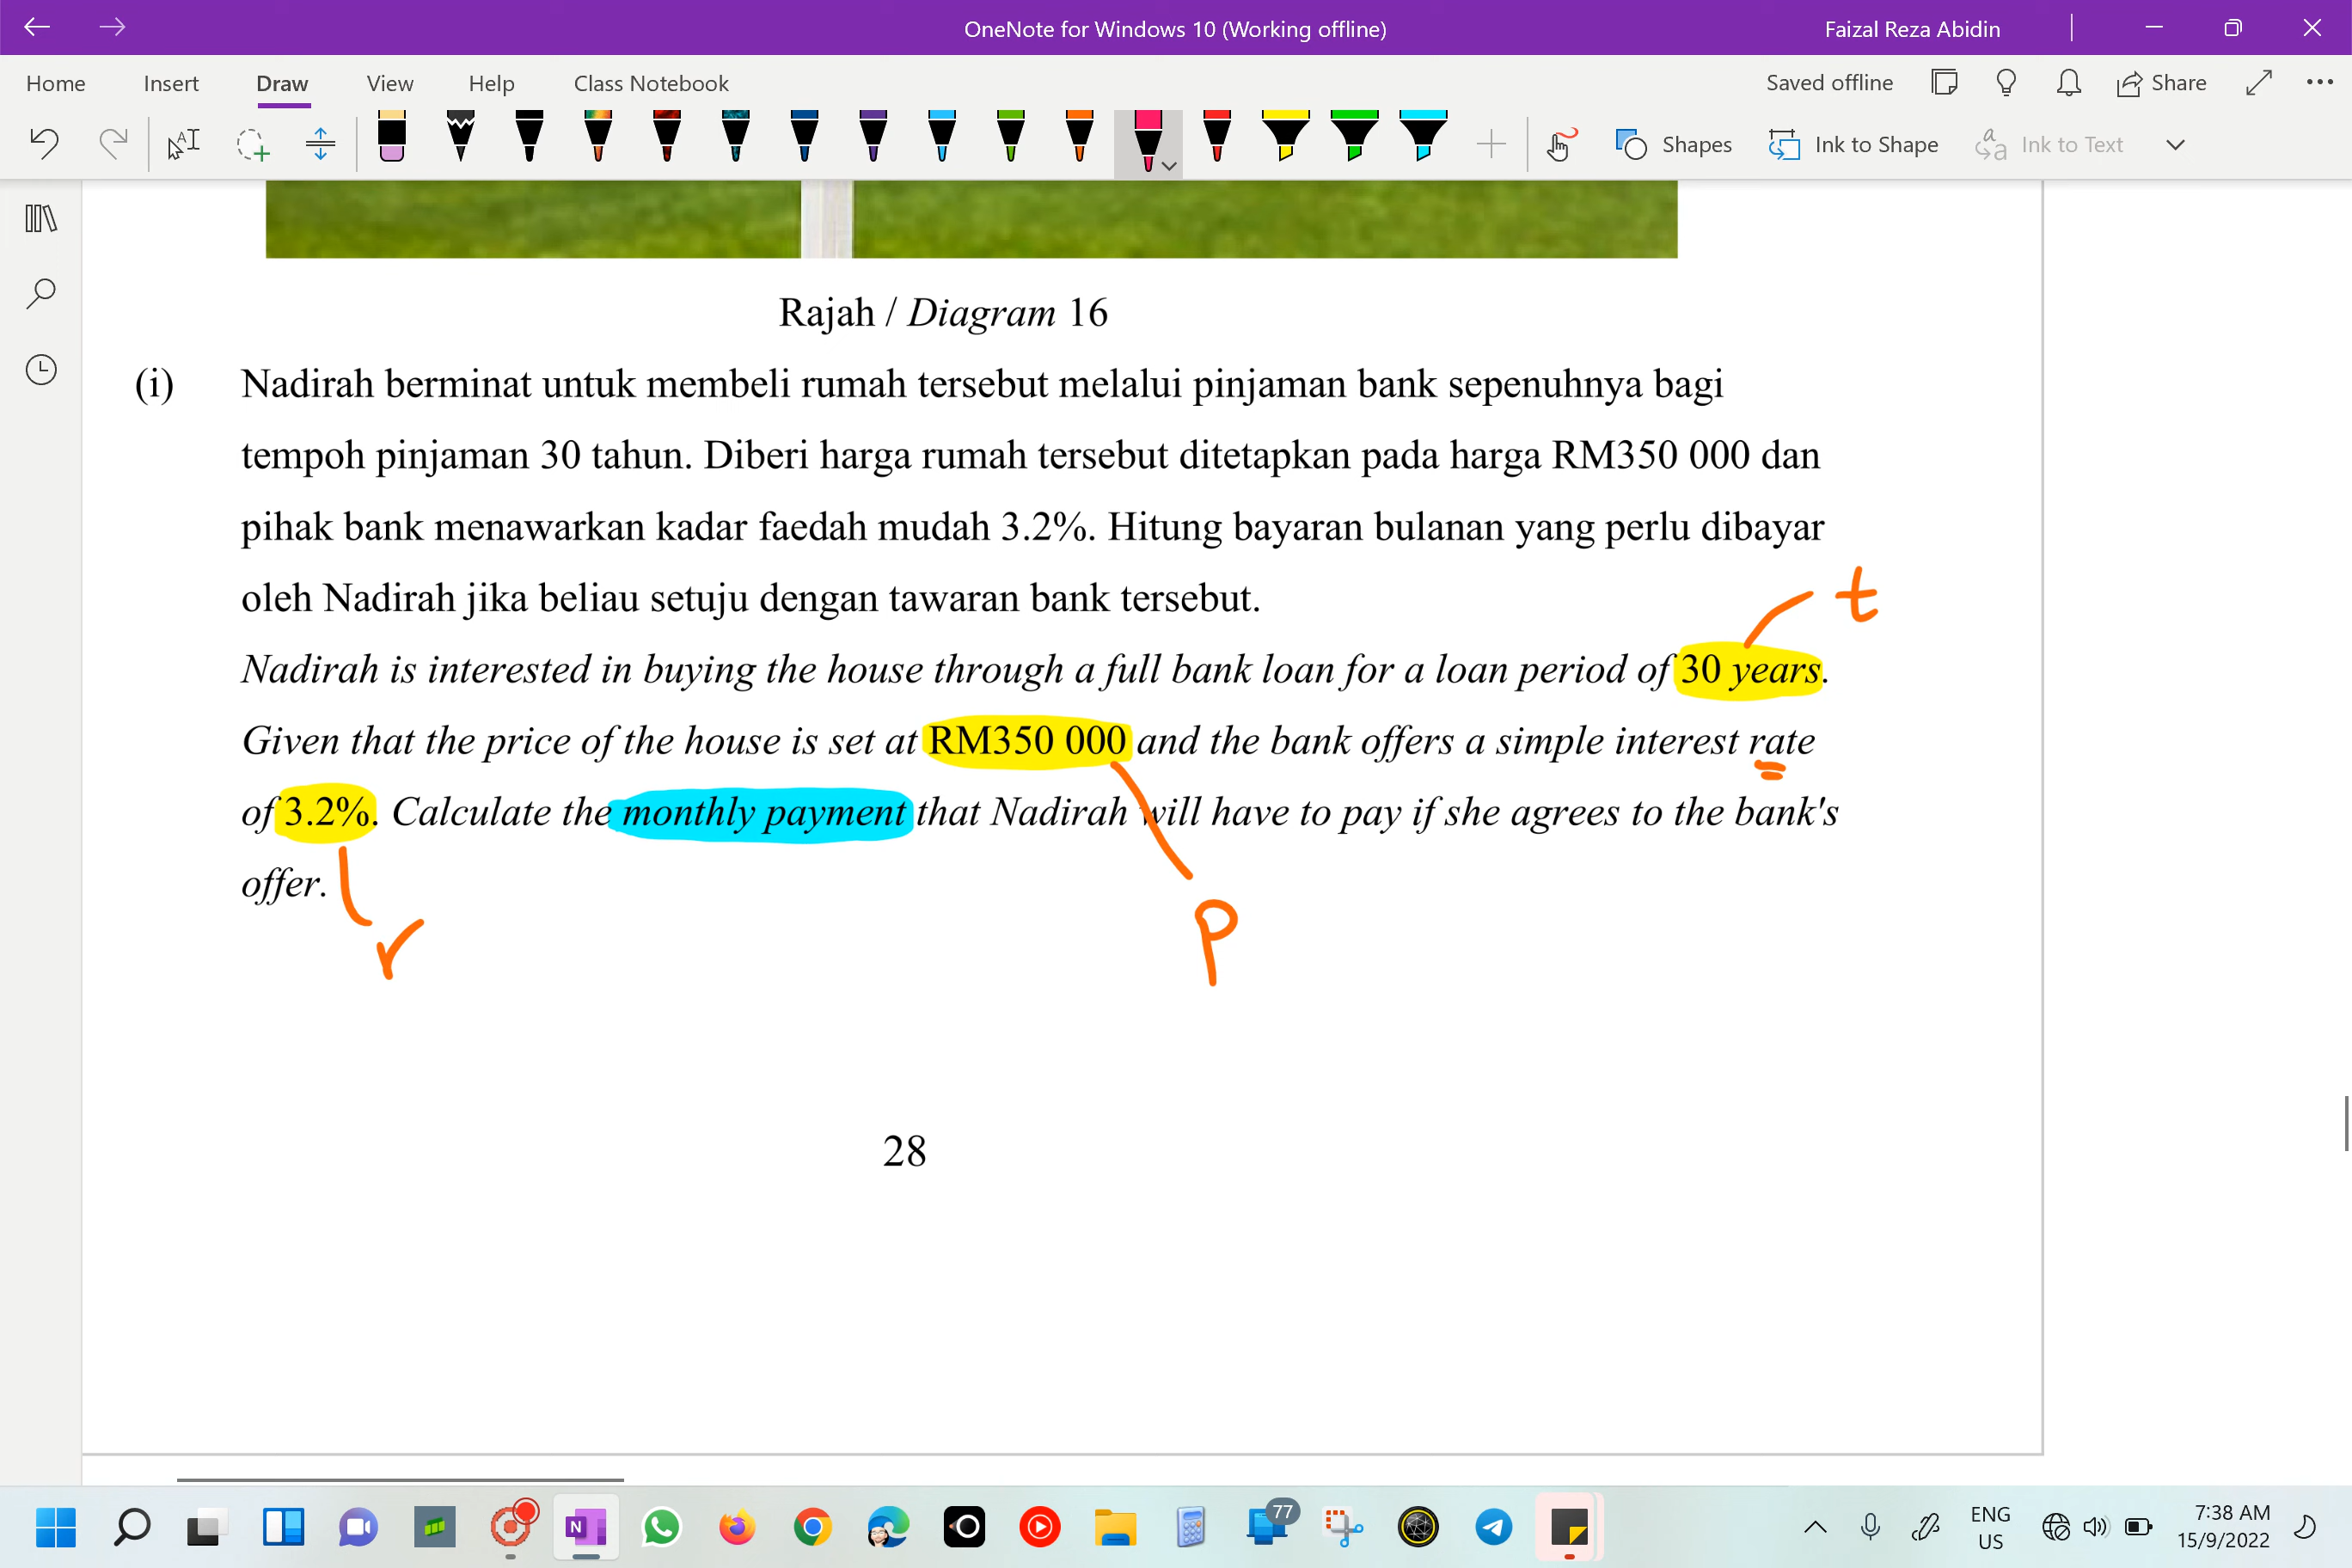 OneNote for Windows 10 (Working offline)
Faizal Reza Abidin
Home Insert Draw View Help Class Notebook
Saved offline Share
Shapes Ink to Shape Ink to Text
Rajah / Diagram 16
(i) Nadirah berminat untuk membeli rumah tersebut melalui pinjaman bank sepenuhnya bagi
tempoh pinjaman 30 tahun. Diberi harga rumah tersebut ditetapkan pada harga RM350 000 dan
pihak bank menawarkan kadar faedah mudah 3.2%. Hitung bayaran bulanan yang perlu dibayar
oleh Nadirah jika beliau setuju dengan tawaran bank tersebut.
t
Nadirah is interested in buying the house through a full bank loan for a loan period of 30 years.
Given that the price of the house is set at RM350 000 and the bank offers a simple interest rate
of 3.2%. Calculate the monthly payment that Nadirah will have to pay if she agrees to the bank's
offer.
r
P
28
77
ENG
US
7:38 AM
15/9/2022